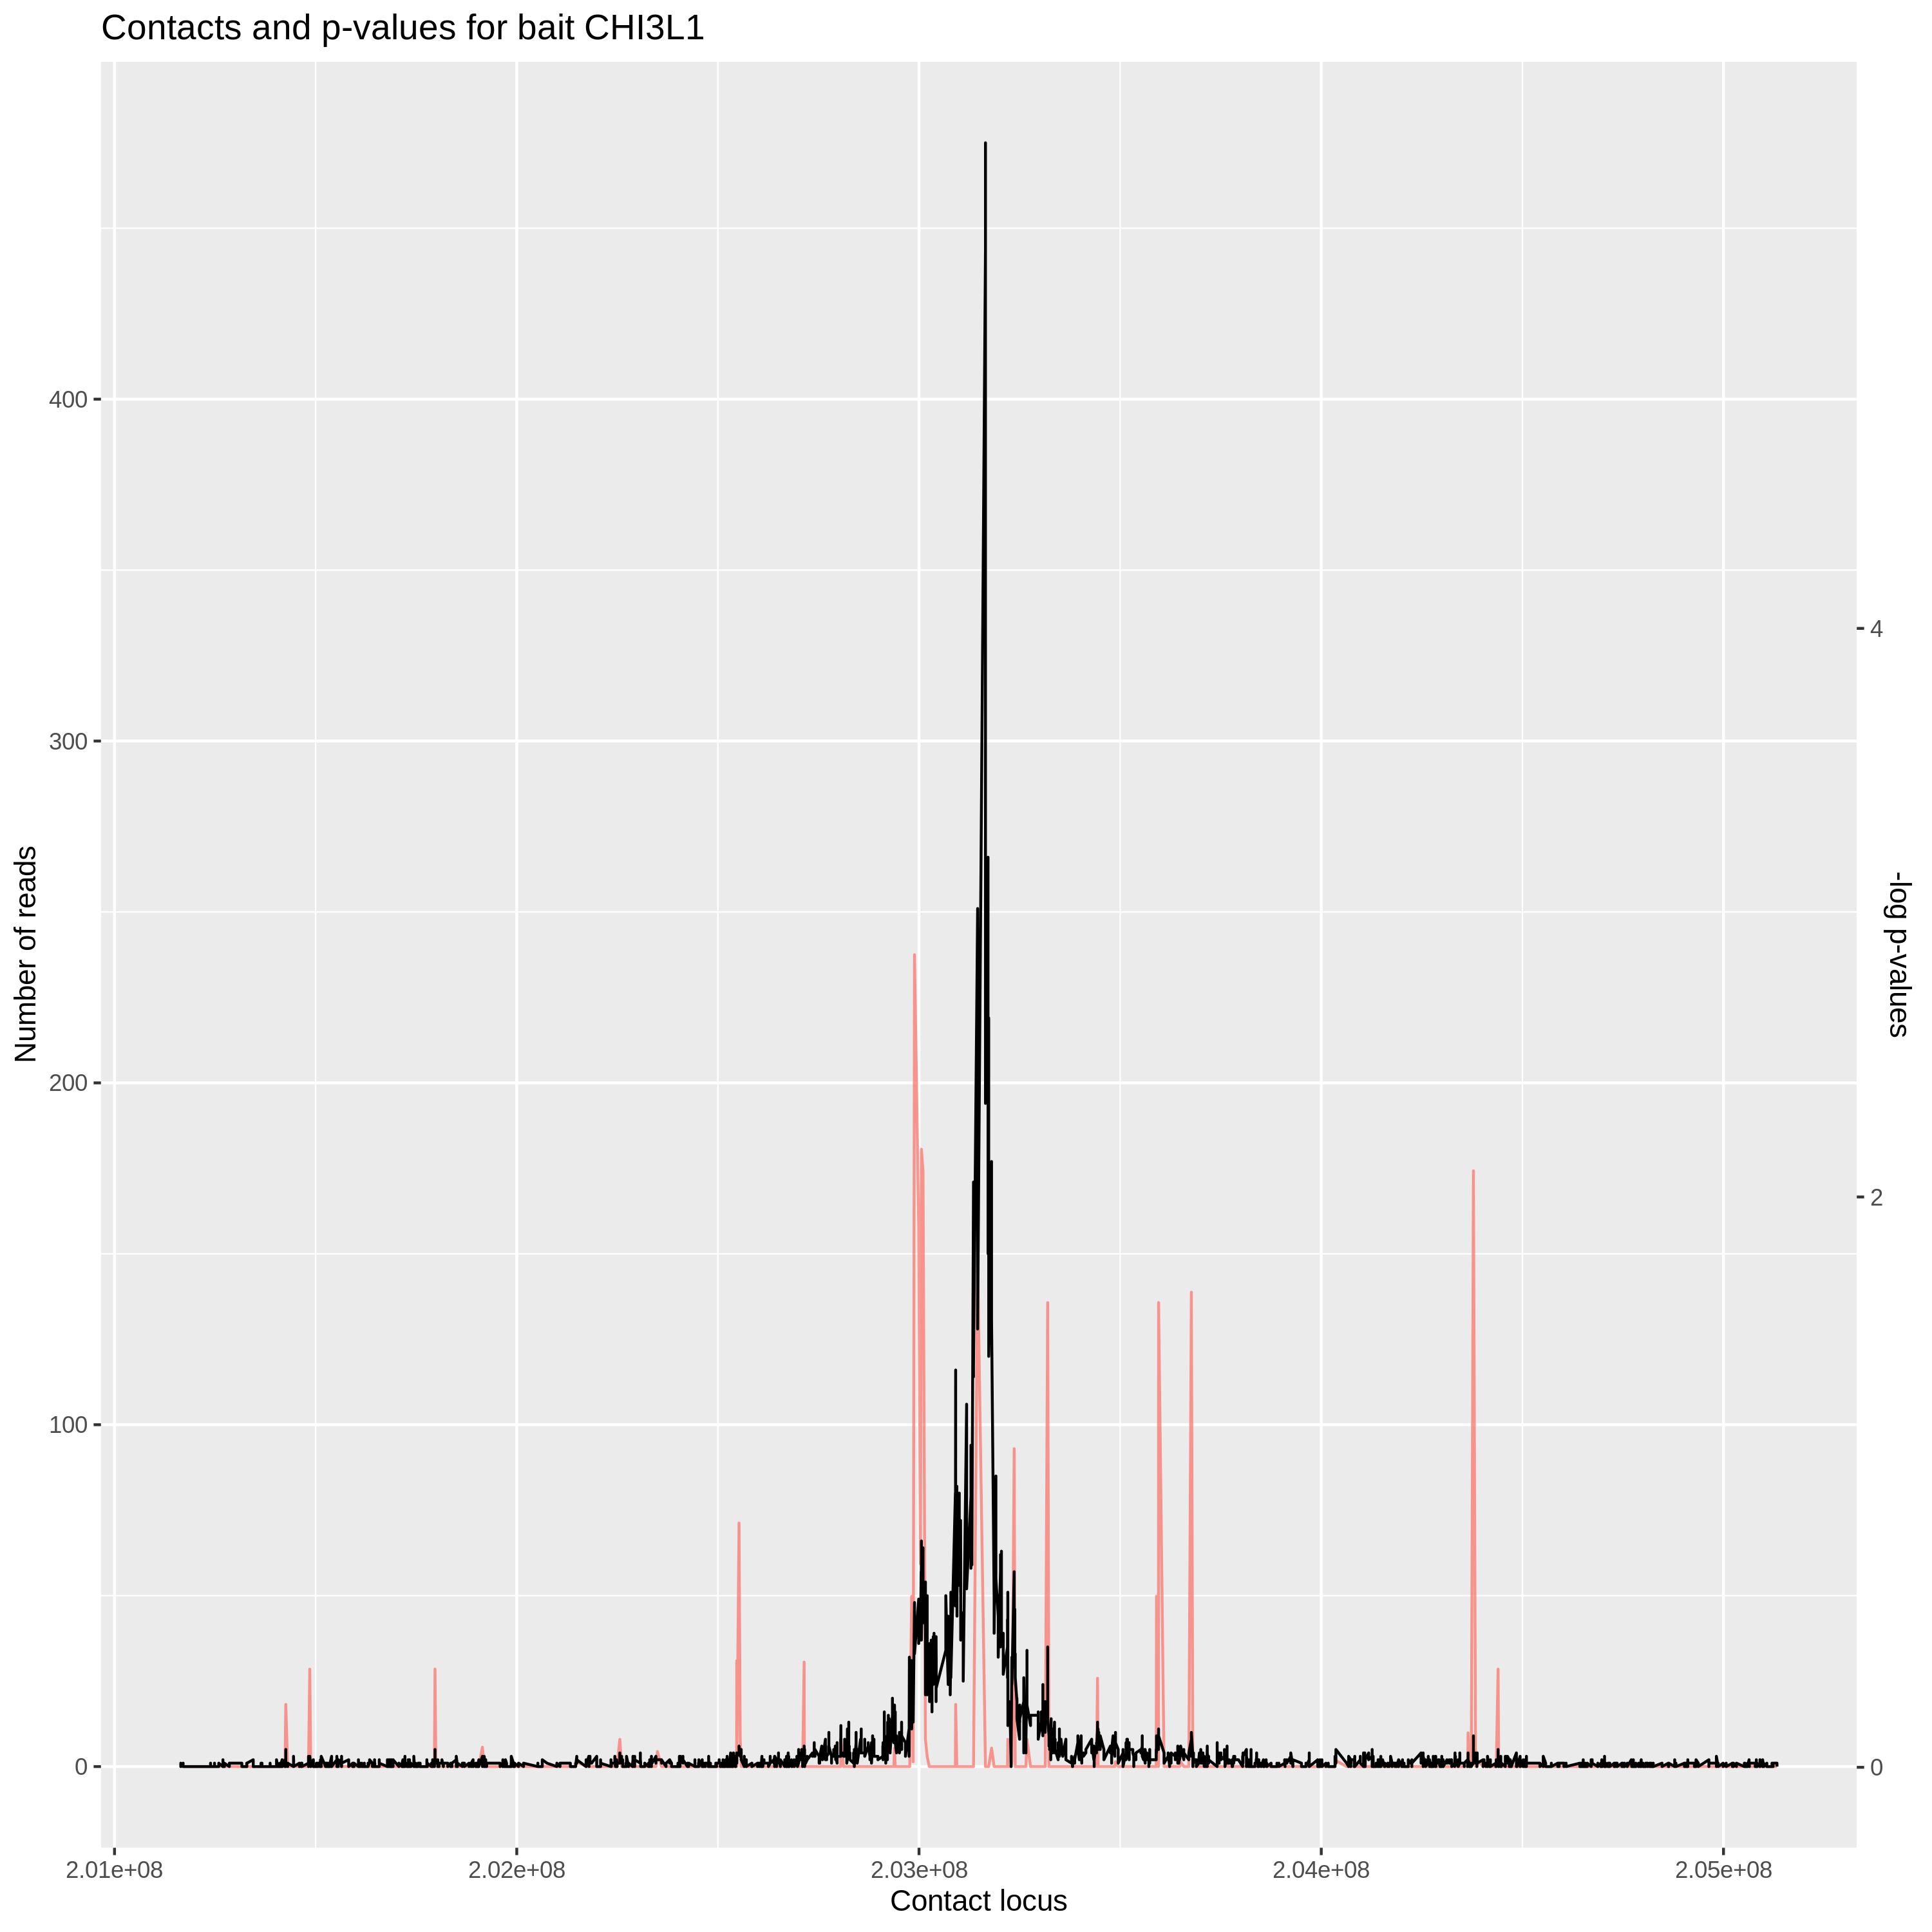 Contacts and p-values for bait CHI3L1
400
300
200
100
0
Number of reads
4
2
0
-log p-values
2.01e+08
2.02e+08
2.03e+08
2.04e+08
2.05e+08
Contact locus